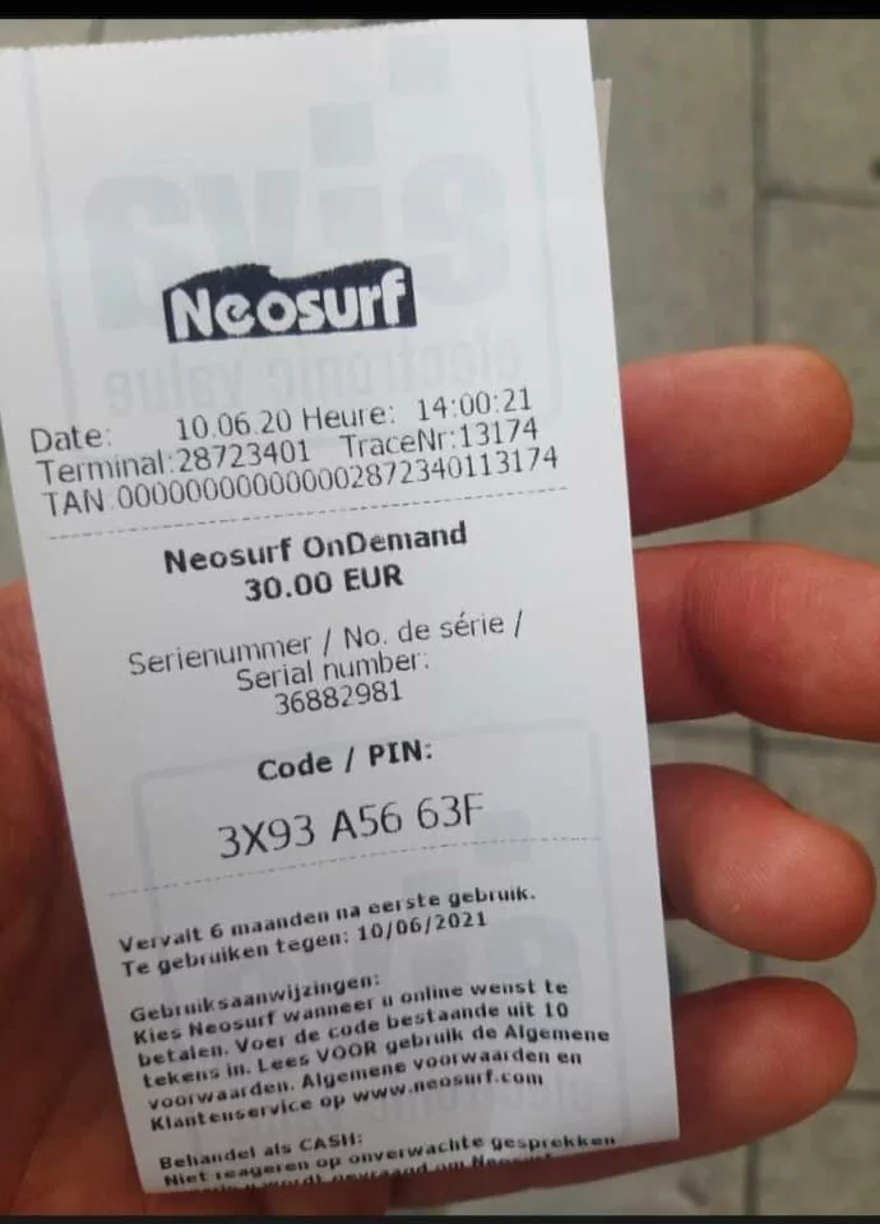 Neosurf
Date: 10.06.20 Heure: 14:00:21
Terminal:28723401 TraceNr:13174
TAN 00000000000002872340113174
Neosurf OnDemand
30.00 EUR
Serienummer / No. de série /
Serial number:
36882981
Code / PIN:
3X93 A56 63F
Vervalt 6 maanden na eerste gebruik.
Te gebruiken tegen: 10/06/2021
Gebruiksaanwijzingen:
Kies Neosurf wanneer u online wenst te
betalen. Voer de code bestaande uit 10
tekens in. Lees VOOR gebruik de Algemene
voorwaarden. Algemene voorwaarden en
Klantenservice op www.neosurf.com
Behandel als CASH:
Niet reageren op onverwachte gesprekken